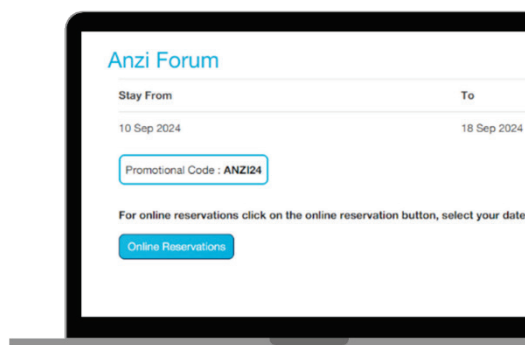 Anzi Forum
Stay From To
10 Sep 2024 18 Sep 2024
Promotional Code : ANZI24
For online reservations click on the online reservation button, select your date
Online Reservations